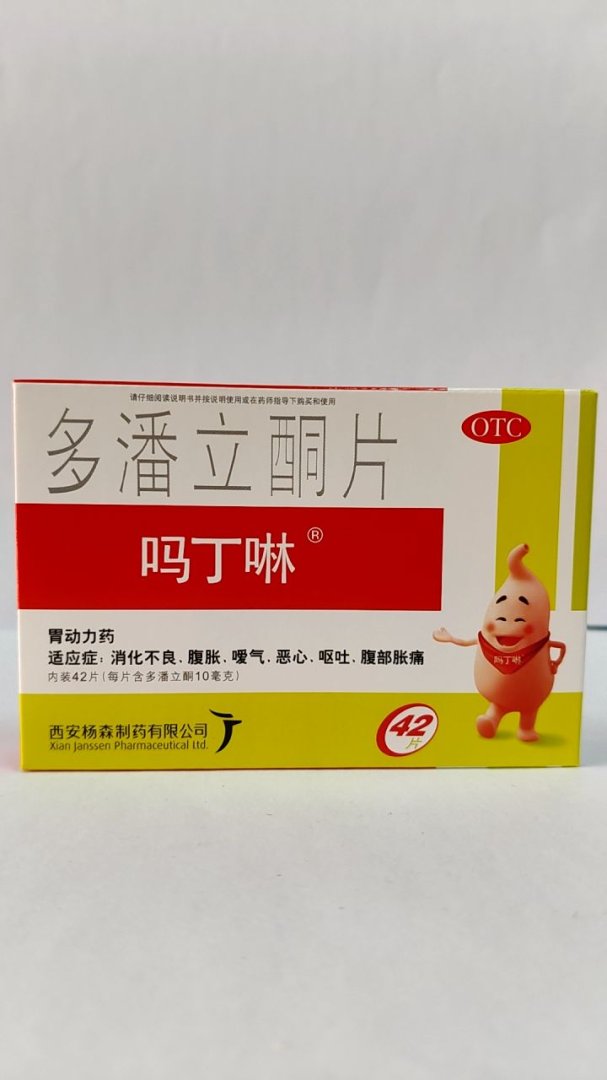 请仔细阅读说明书并按说明使用或在药师指导下购买和使用
多潘立酮片
OTC
吗丁啉®
胃动力药
适应症：消化不良、腹胀、嗳气、恶心、呕吐、腹部胀痛
内装42片(每片含多潘立酮10毫克)
吗丁啉
西安杨森制药有限公司
Xian Janssen Pharmaceutical Ltd.
42
片